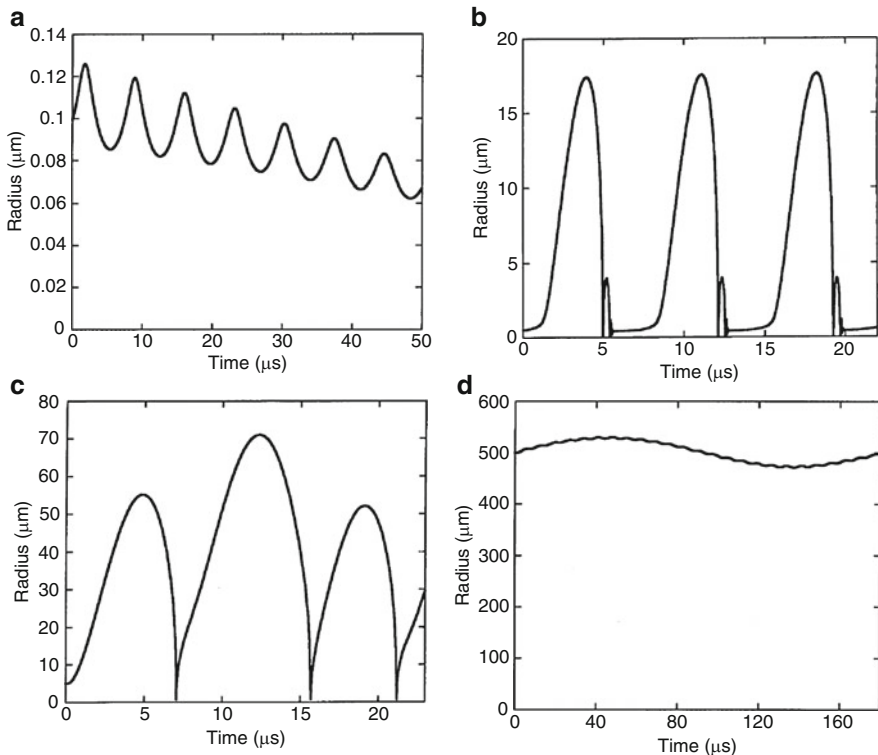 a
0.14
0.12
0.1
0.08
0.06
0.04
0.02
0
Radius (μm)
0 10 20 30 40 50
Time (μs)
b
20
15
10
5
0
Radius (μm)
0 5 10 15 20
Time (μs)
c
80
70
60
50
40
30
20
10
0
Radius (μm)
0 5 10 15 20
Time (μs)
d
600
500
400
300
200
100
0
Radius (μm)
0 40 80 120 160
Time (μs)